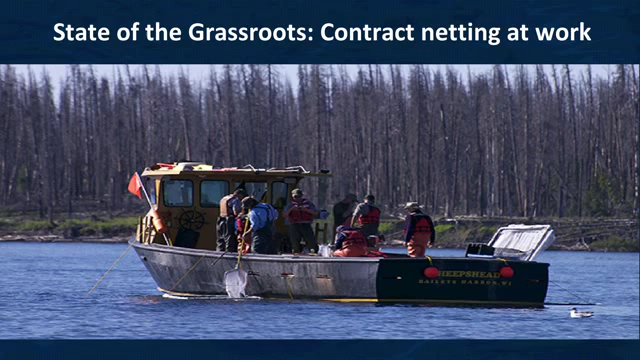 State of the Grassroots: Contract netting at work
SHEEPSHEAD
BAILEYS HARBOR, WI